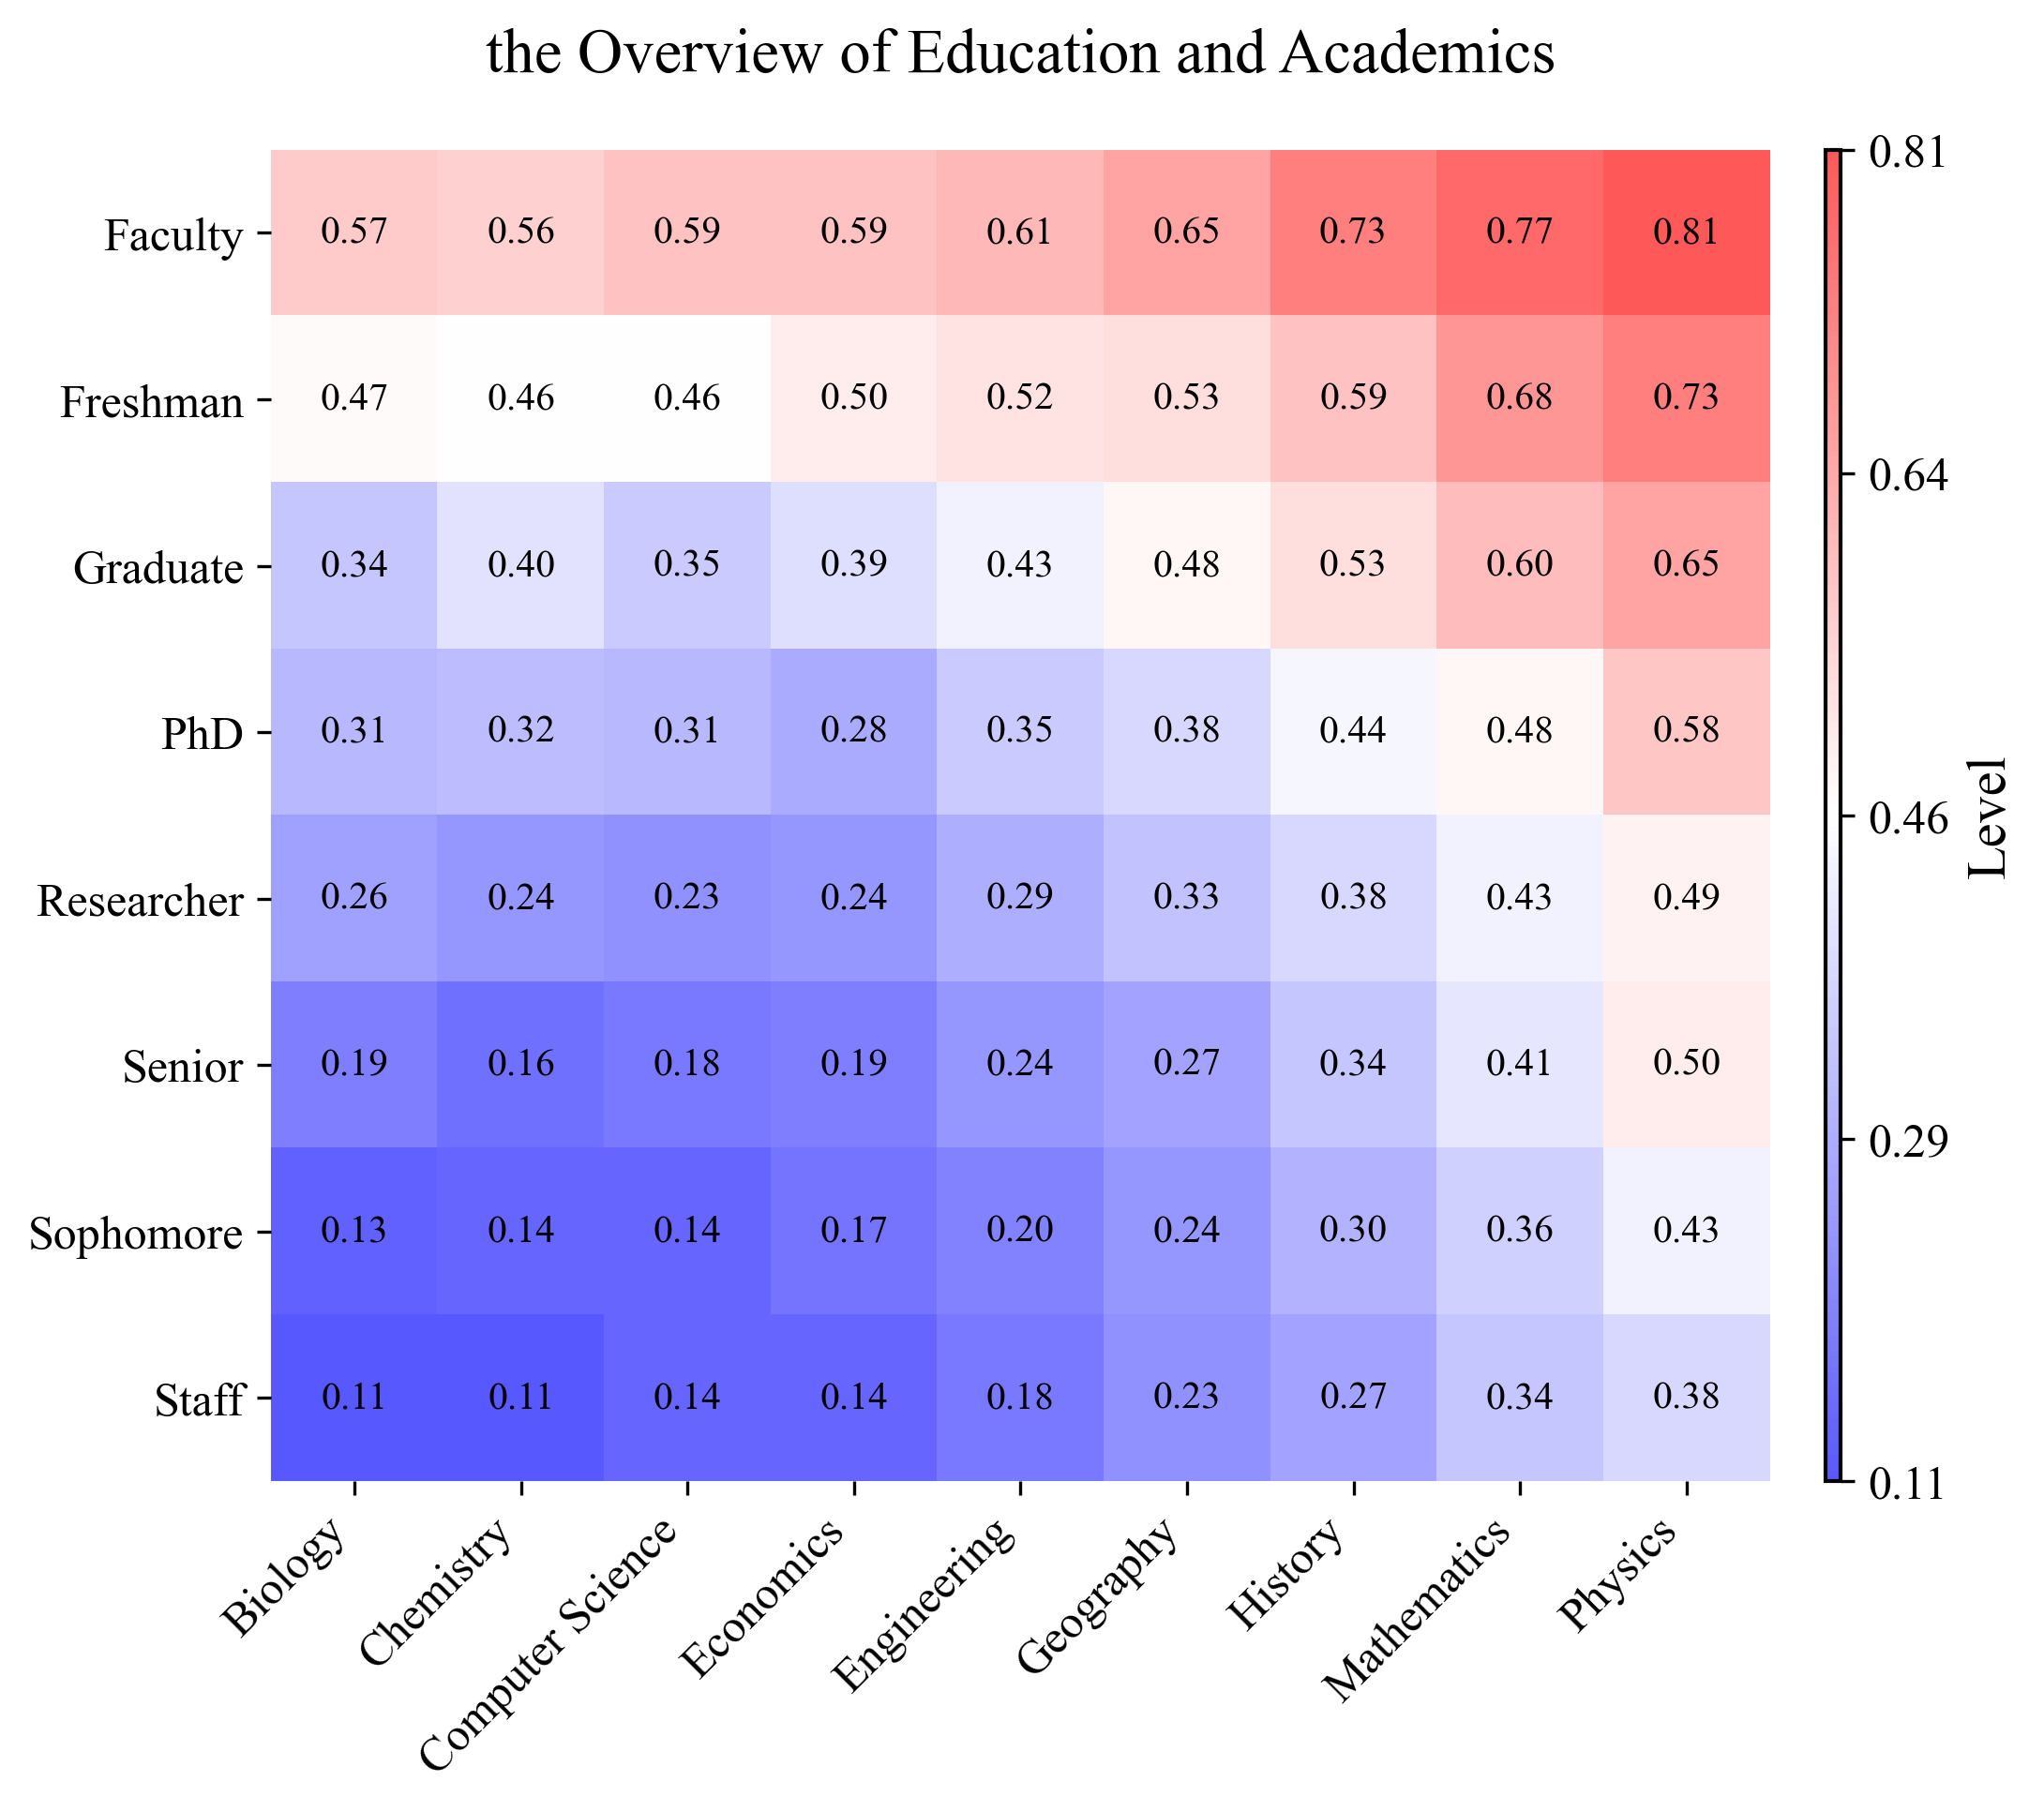 the Overview of Education and Academics
Faculty 0.57 0.56 0.59 0.59 0.61 0.65 0.73 0.77 0.81
Freshman 0.47 0.46 0.46 0.50 0.52 0.53 0.59 0.68 0.73
Graduate 0.34 0.40 0.35 0.39 0.43 0.48 0.53 0.60 0.65
PhD 0.31 0.32 0.31 0.28 0.35 0.38 0.44 0.48 0.58
Researcher 0.26 0.24 0.23 0.24 0.29 0.33 0.38 0.43 0.49
Senior 0.19 0.16 0.18 0.19 0.24 0.27 0.34 0.41 0.50
Sophomore 0.13 0.14 0.14 0.17 0.20 0.24 0.30 0.36 0.43
Staff 0.11 0.11 0.14 0.14 0.18 0.23 0.27 0.34 0.38
Biology
Chemistry
Computer Science
Economics
Engineering
Geography
History
Mathematics
Physics
0.81
0.64
0.46
0.29
0.11
Level